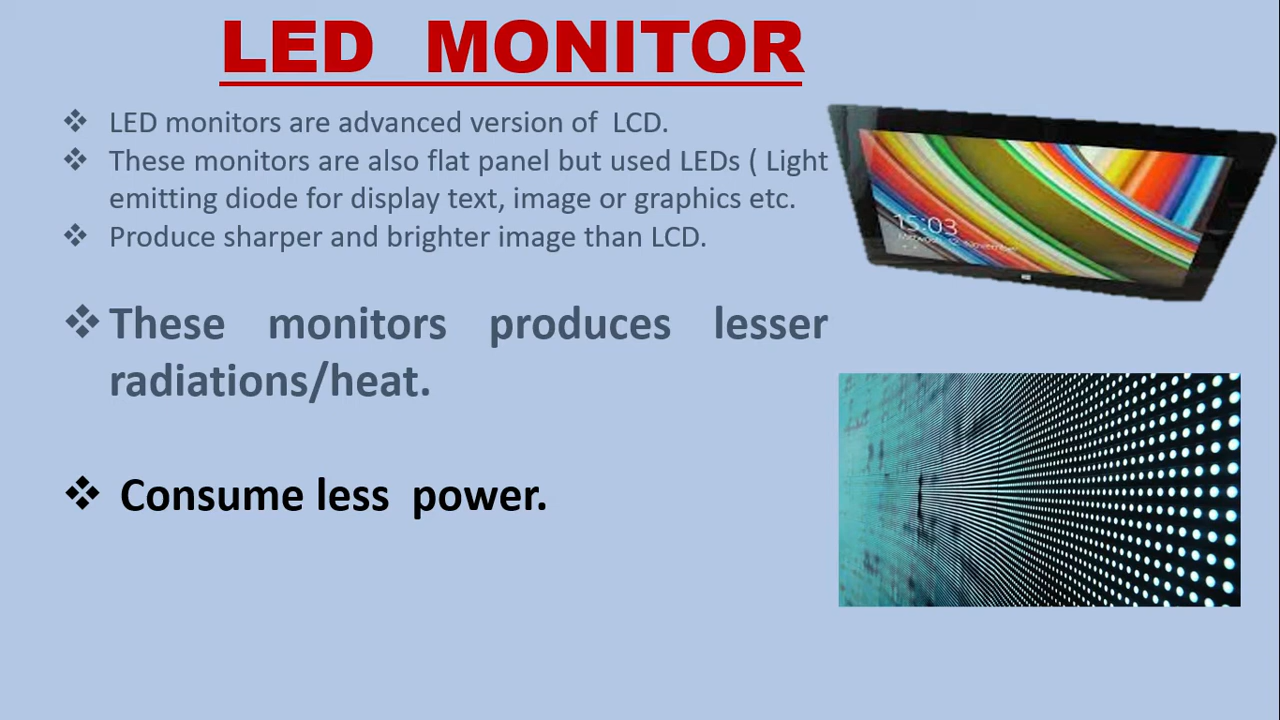 LED MONITOR
❖ LED monitors are advanced version of LCD.
❖ These monitors are also flat panel but used LEDs ( Light
emitting diode for display text, image or graphics etc.
❖ Produce sharper and brighter image than LCD.
15:03
❖ These monitors produces lesser
radiations/heat.
❖ Consume less power.